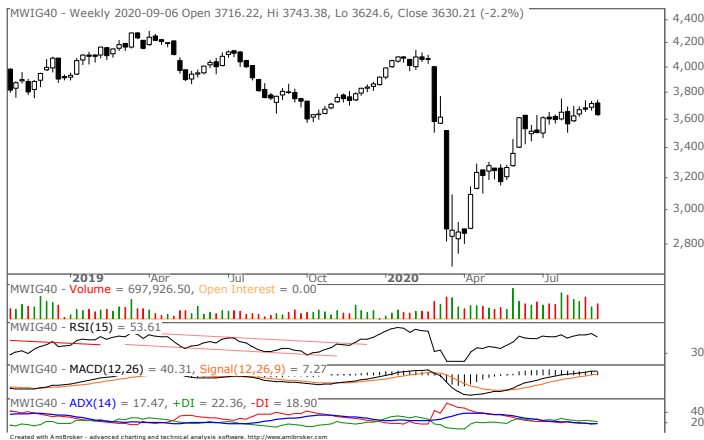 MWIG40 - Weekly 2020-09-06 Open 3716.22, Hi 3743.38, Lo 3624.6, Close 3630.21 (-2.2%)
4,400
4,200
4,000
3,800
3,600
3,400
3,200
3,000
2,800
2019 Apr Jul Oct 2020 Apr Jul
MWIG40 - Volume = 697,926.50, Open Interest = 0.00
MWIG40 - RSI(15) = 53.61
30
MWIG40 - MACD(12,26) = 40.31, Signal(12,26,9) = 7.27
MWIG40 - ADX(14) = 17.47, +DI = 22.36, -DI = 18.90
40
20
Created with AmiBroker - advanced charting and technical analysis software. http://www.amibroker.com